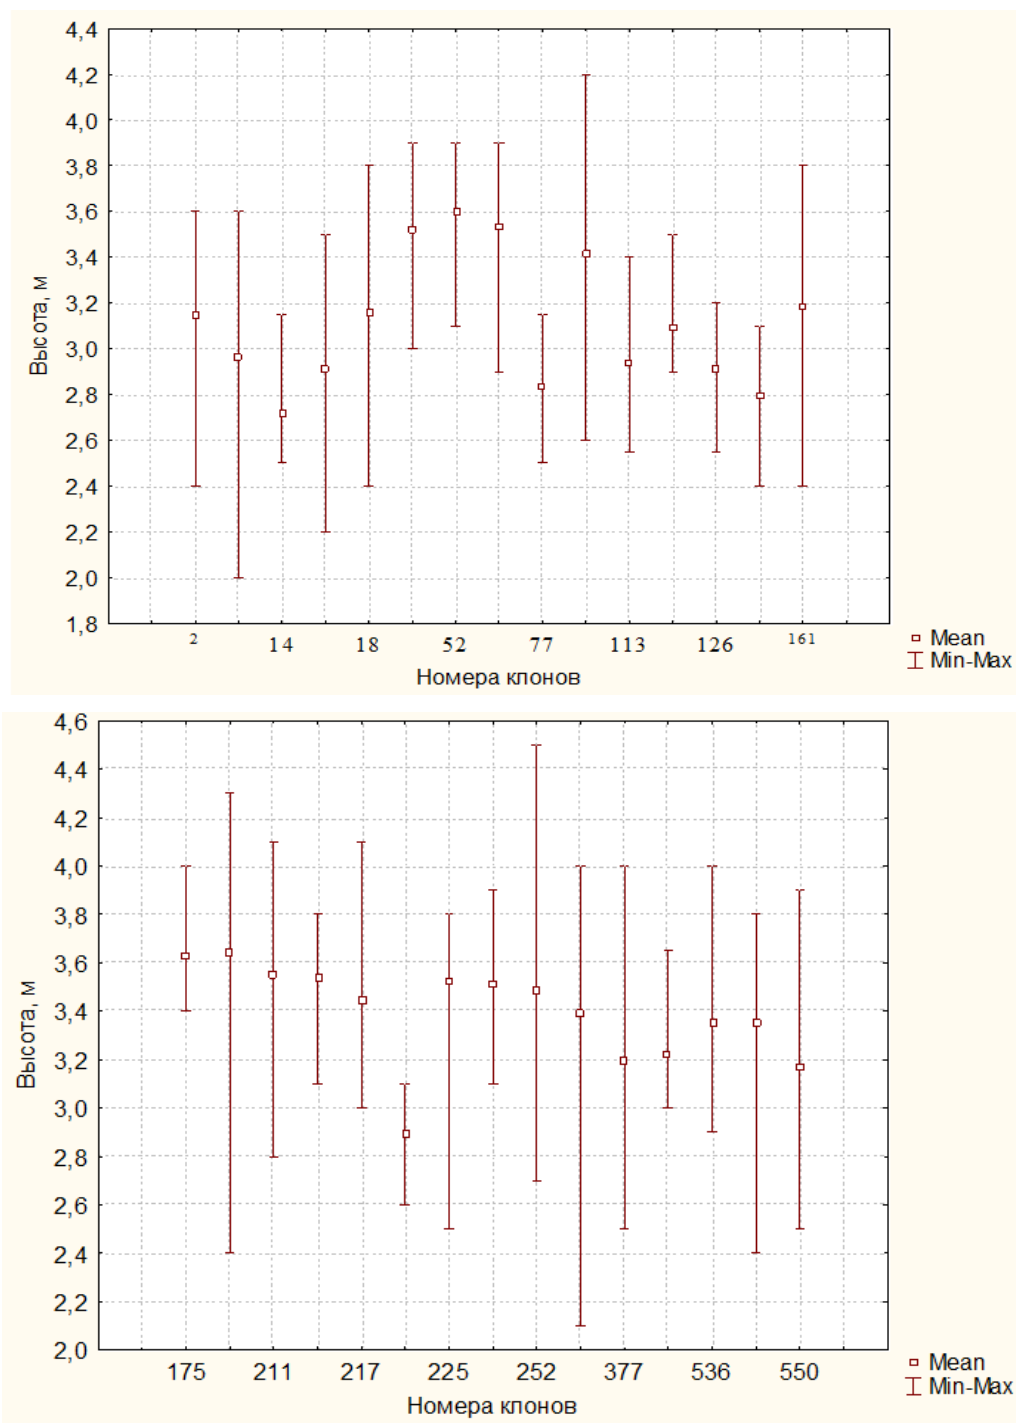 4,4
4,2
4,0
3,8
3,6
3,4
3,2
3,0
2,8
2,6
2,4
2,2
2,0
1,8
Высота, м
2 14 18 52 77 113 126 161
Номера клонов
Mean
Min-Max
4,6
4,4
4,2
4,0
3,8
3,6
3,4
3,2
3,0
2,8
2,6
2,4
2,2
2,0
Высота, м
175 211 217 225 252 377 536 550
Номера клонов
Mean
Min-Max